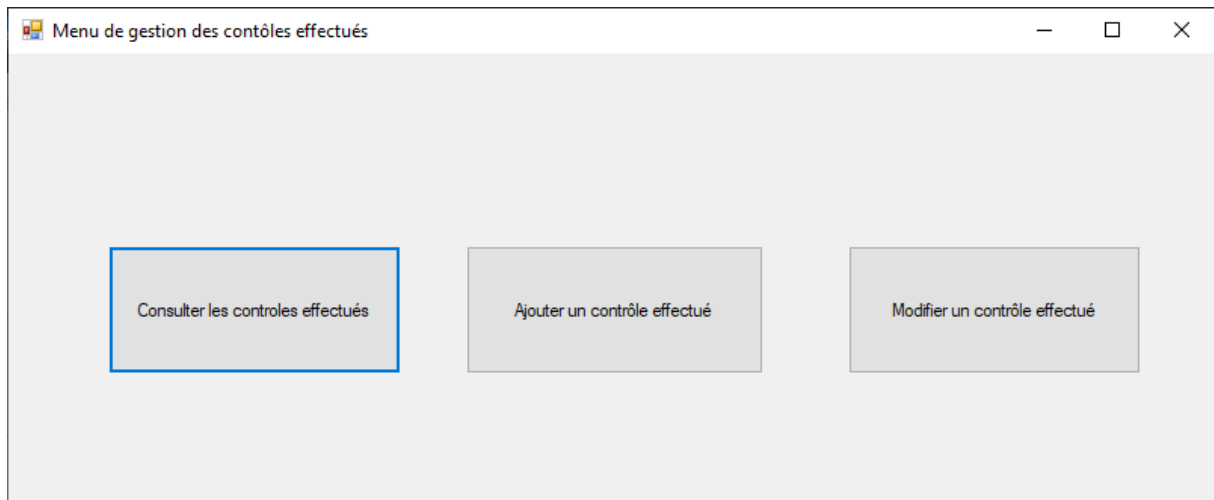 Menu de gestion des contôles effectués
Consulter les controles effectués
Ajouter un contrôle effectué
Modifier un contrôle effectué